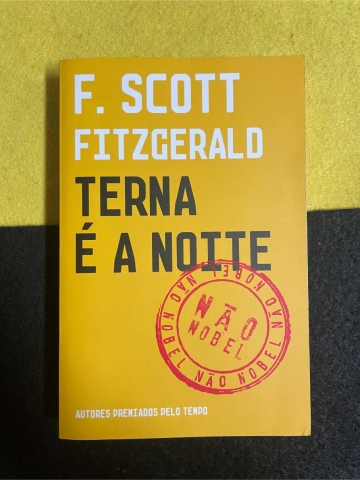 F. SCOTT
FITZGERALD
TERNA
É A NOITE
NÃO
NOBEL
NÃO NOBEL NÃO NOBEL NÃO NOBEL
AUTORES PREMIADOS PELO TEMPO